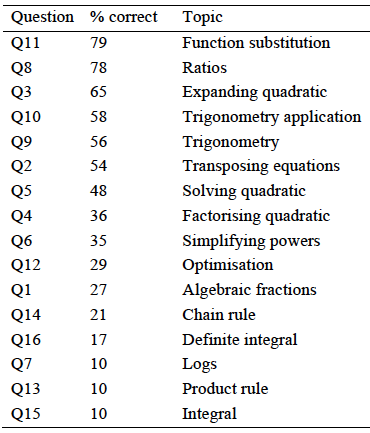 Question % correct Topic
Q11 79 Function substitution
Q8 78 Ratios
Q3 65 Expanding quadratic
Q10 58 Trigonometry application
Q9 56 Trigonometry
Q2 54 Transposing equations
Q5 48 Solving quadratic
Q4 36 Factorising quadratic
Q6 35 Simplifying powers
Q12 29 Optimisation
Q1 27 Algebraic fractions
Q14 21 Chain rule
Q16 17 Definite integral
Q7 10 Logs
Q13 10 Product rule
Q15 10 Integral